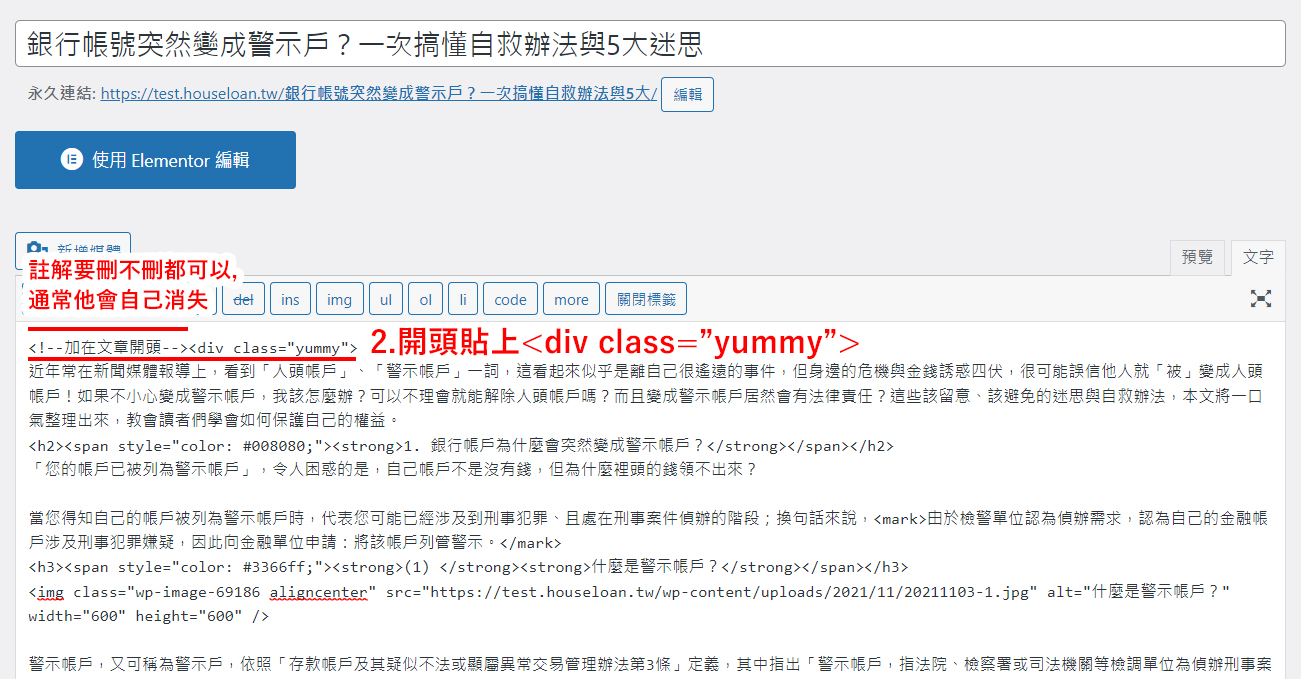 銀行帳號突然變成警示戶？一次搞懂自救辦法與5大迷思
永久連結: https://test.houseloan.tw/銀行帳號突然變成警示戶？一次搞懂自救辦法與5大/ 編輯
使用 Elementor 編輯
新增媒體
預覽 文字
註解要刪不刪都可以,
通常他會自己消失
del ins img ul ol li code more 關閉標籤
2.開頭貼上<div class=”yummy”>
<!--加在文章開頭--><div class="yummy">
近年常在新聞媒體報導上，看到「人頭帳戶」、「警示帳戶」一詞，這看起來似乎是離自己很遙遠的事件，但身邊的危機與金錢誘惑四伏，很可能誤信他人就「被」變成人頭
帳戶！如果不小心變成警示帳戶，我該怎麼辦？可以不理會就能解除人頭帳戶嗎？而且變成警示帳戶居然會有法律責任？這些該留意、該避免的迷思與自救辦法，本文將一口
氣整理出來，教會讀者們學會如何保護自己的權益。
<h2><span style="color: #008080;"><strong>1. 銀行帳戶為什麼會突然變成警示帳戶？</strong></span></h2>
「您的帳戶已被列為警示帳戶」，令人困惑的是，自己帳戶不是沒有錢，但為什麼裡頭的錢領不出來？
當您得知自己的帳戶被列為警示帳戶時，代表您可能已經涉及到刑事犯罪、且處在刑事案件偵辦的階段；換句話來說，<mark>由於檢警單位認為偵辦需求，認為自己的金融帳
戶涉及刑事犯罪嫌疑，因此向金融單位申請：將該帳戶列管警示。</mark>
<h3><span style="color: #3366ff;"><strong>(1) </strong><strong>什麼是警示帳戶？</strong></span></h3>
<img class="wp-image-69186 aligncenter" src="https://test.houseloan.tw/wp-content/uploads/2021/11/20211103-1.jpg" alt="什麼是警示帳戶？"
width="600" height="600" />
警示帳戶，又可稱為警示戶，依照「存款帳戶及其疑似不法或顯屬異常交易管理辦法第3條」定義，其中指出「警示帳戶，指法院、檢察署或司法機關等檢調單位為偵辦刑事案